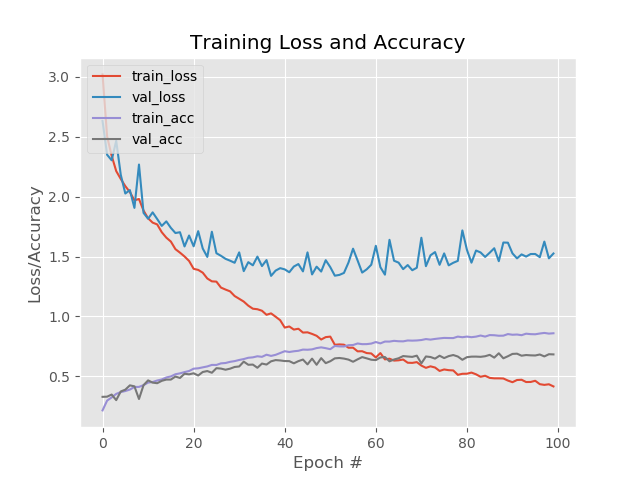 Training Loss and Accuracy
train_loss
val_loss
train_acc
val_acc
Loss/Accuracy
3.0
2.5
2.0
1.5
1.0
0.5
0 20 40 60 80 100
Epoch #